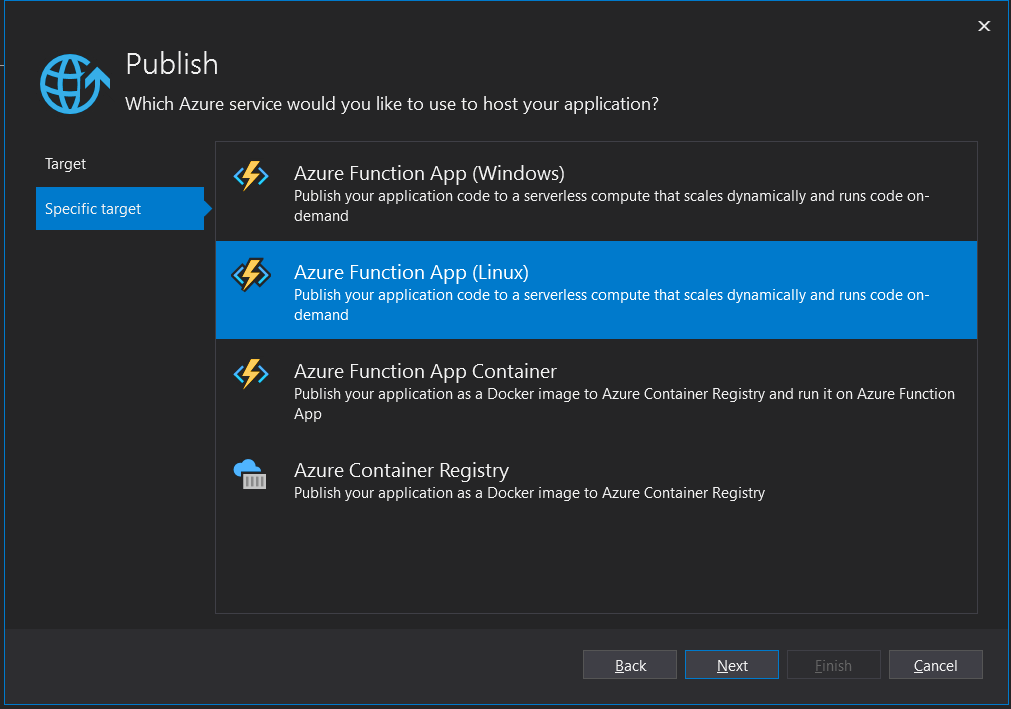 Publish
Which Azure service would you like to use to host your application?
Target
Specific target
Azure Function App (Windows)
Publish your application code to a serverless compute that scales dynamically and runs code on-
demand
Azure Function App (Linux)
Publish your application code to a serverless compute that scales dynamically and runs code on-
demand
Azure Function App Container
Publish your application as a Docker image to Azure Container Registry and run it on Azure Function
App
Azure Container Registry
Publish your application as a Docker image to Azure Container Registry
Back
Next
Finish
Cancel